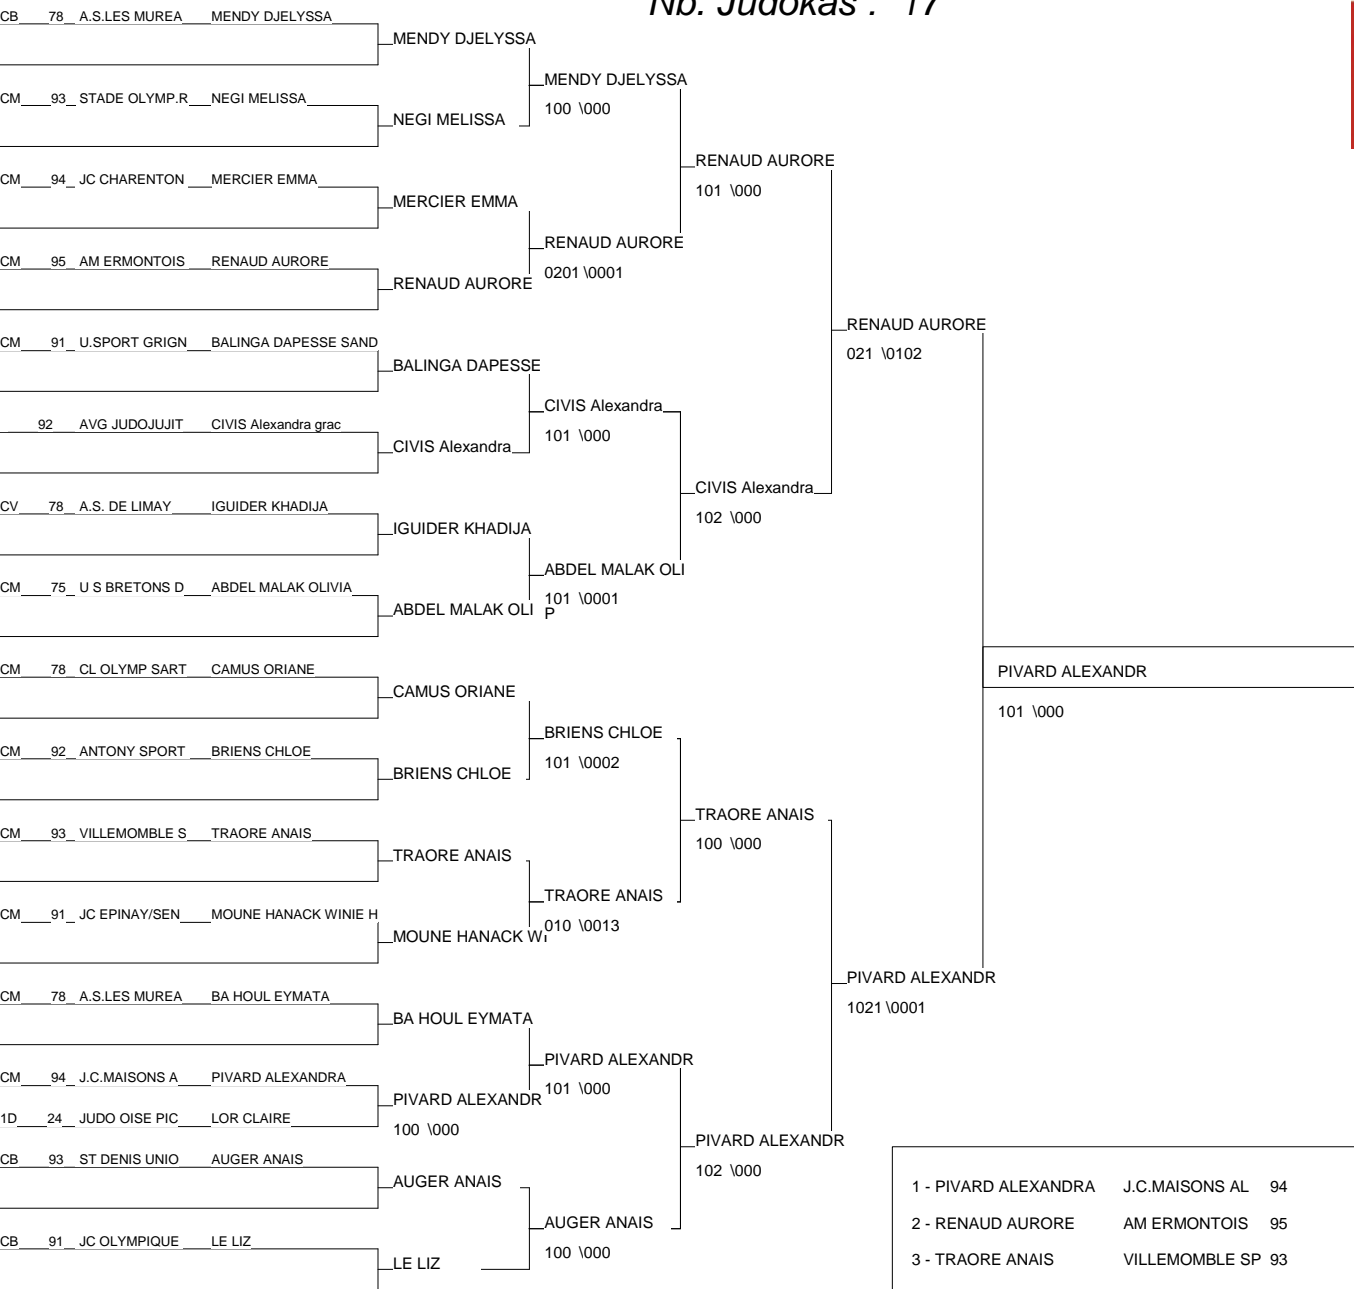 Nb. Judokas : 17
CB 78 A.S.LES MUREA MENDY DJELYSSA
MENDY DJELYSSA
MENDY DJELYSSA
100 \000
CM 93 STADE OLYMP.R NEGI MELISSA
NEGI MELISSA
RENAUD AURORE
101 \000
CM 94 JC CHARENTON MERCIER EMMA
MERCIER EMMA
RENAUD AURORE
0201 \0001
CM 95 AM ERMONTOIS RENAUD AURORE
RENAUD AURORE
RENAUD AURORE
021 \0102
CM 91 U.SPORT GRIGN BALINGA DAPESSE SAND
BALINGA DAPESSE
CIVIS Alexandra
101 \000
92 AVG JUDOJUJIT CIVIS Alexandra grac
CIVIS Alexandra
CIVIS Alexandra
102 \000
CV 78 A.S. DE LIMAY IGUIDER KHADIJA
IGUIDER KHADIJA
ABDEL MALAK OLI
101 \0001
P
CM 75 U S BRETONS D ABDEL MALAK OLIVIA
ABDEL MALAK OLI
PIVARD ALEXANDR
101 \000
CM 78 CL OLYMP SART CAMUS ORIANE
CAMUS ORIANE
BRIENS CHLOE
101 \0002
CM 92 ANTONY SPORT BRIENS CHLOE
BRIENS CHLOE
TRAORE ANAIS
100 \000
CM 93 VILLEMOMBLE S TRAORE ANAIS
TRAORE ANAIS
TRAORE ANAIS
010 \0013
CM 91 JC EPINAY/SEN MOUNE HANACK WINIE H
MOUNE HANACK WI
PIVARD ALEXANDR
1021 \0001
CM 78 A.S.LES MUREA BA HOUL EYMATA
BA HOUL EYMATA
PIVARD ALEXANDR
101 \000
CM 94 J.C.MAISONS A PIVARD ALEXANDRA
PIVARD ALEXANDR
100 \000
1D 24 JUDO OISE PIC LOR CLAIRE
PIVARD ALEXANDR
102 \000
CB 93 ST DENIS UNIO AUGER ANAIS
AUGER ANAIS
AUGER ANAIS
100 \000
CB 91 JC OLYMPIQUE LE LIZ
LE LIZ
1 - PIVARD ALEXANDRA J.C.MAISONS AL 94
2 - RENAUD AURORE AM ERMONTOIS 95
3 - TRAORE ANAIS VILLEMOMBLE SP 93